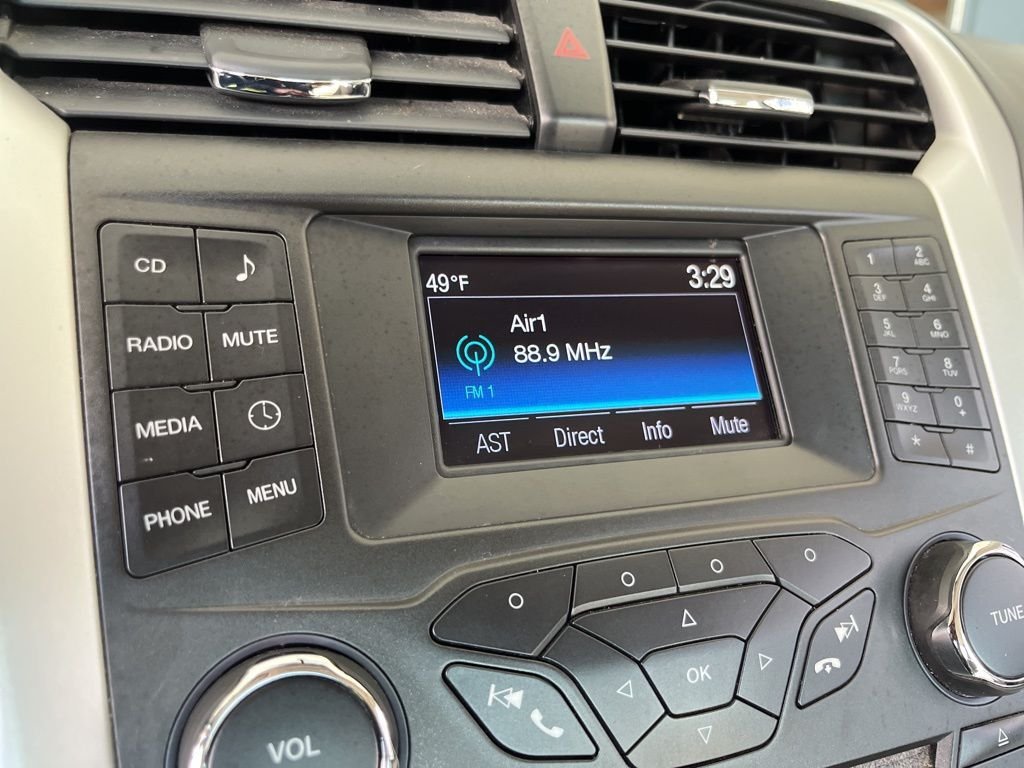 49°F 3:29
Air1
88.9 MHz
FM 1
AST Direct Info Mute
CD
RADIO MUTE
MEDIA
PHONE MENU
1 2 ABC
3 DEF 4 GHI
5 JKL 6 MNO
7 PQRS 8 TUV
9 WXYZ 0 +
* #
OK
VOL
TUNE